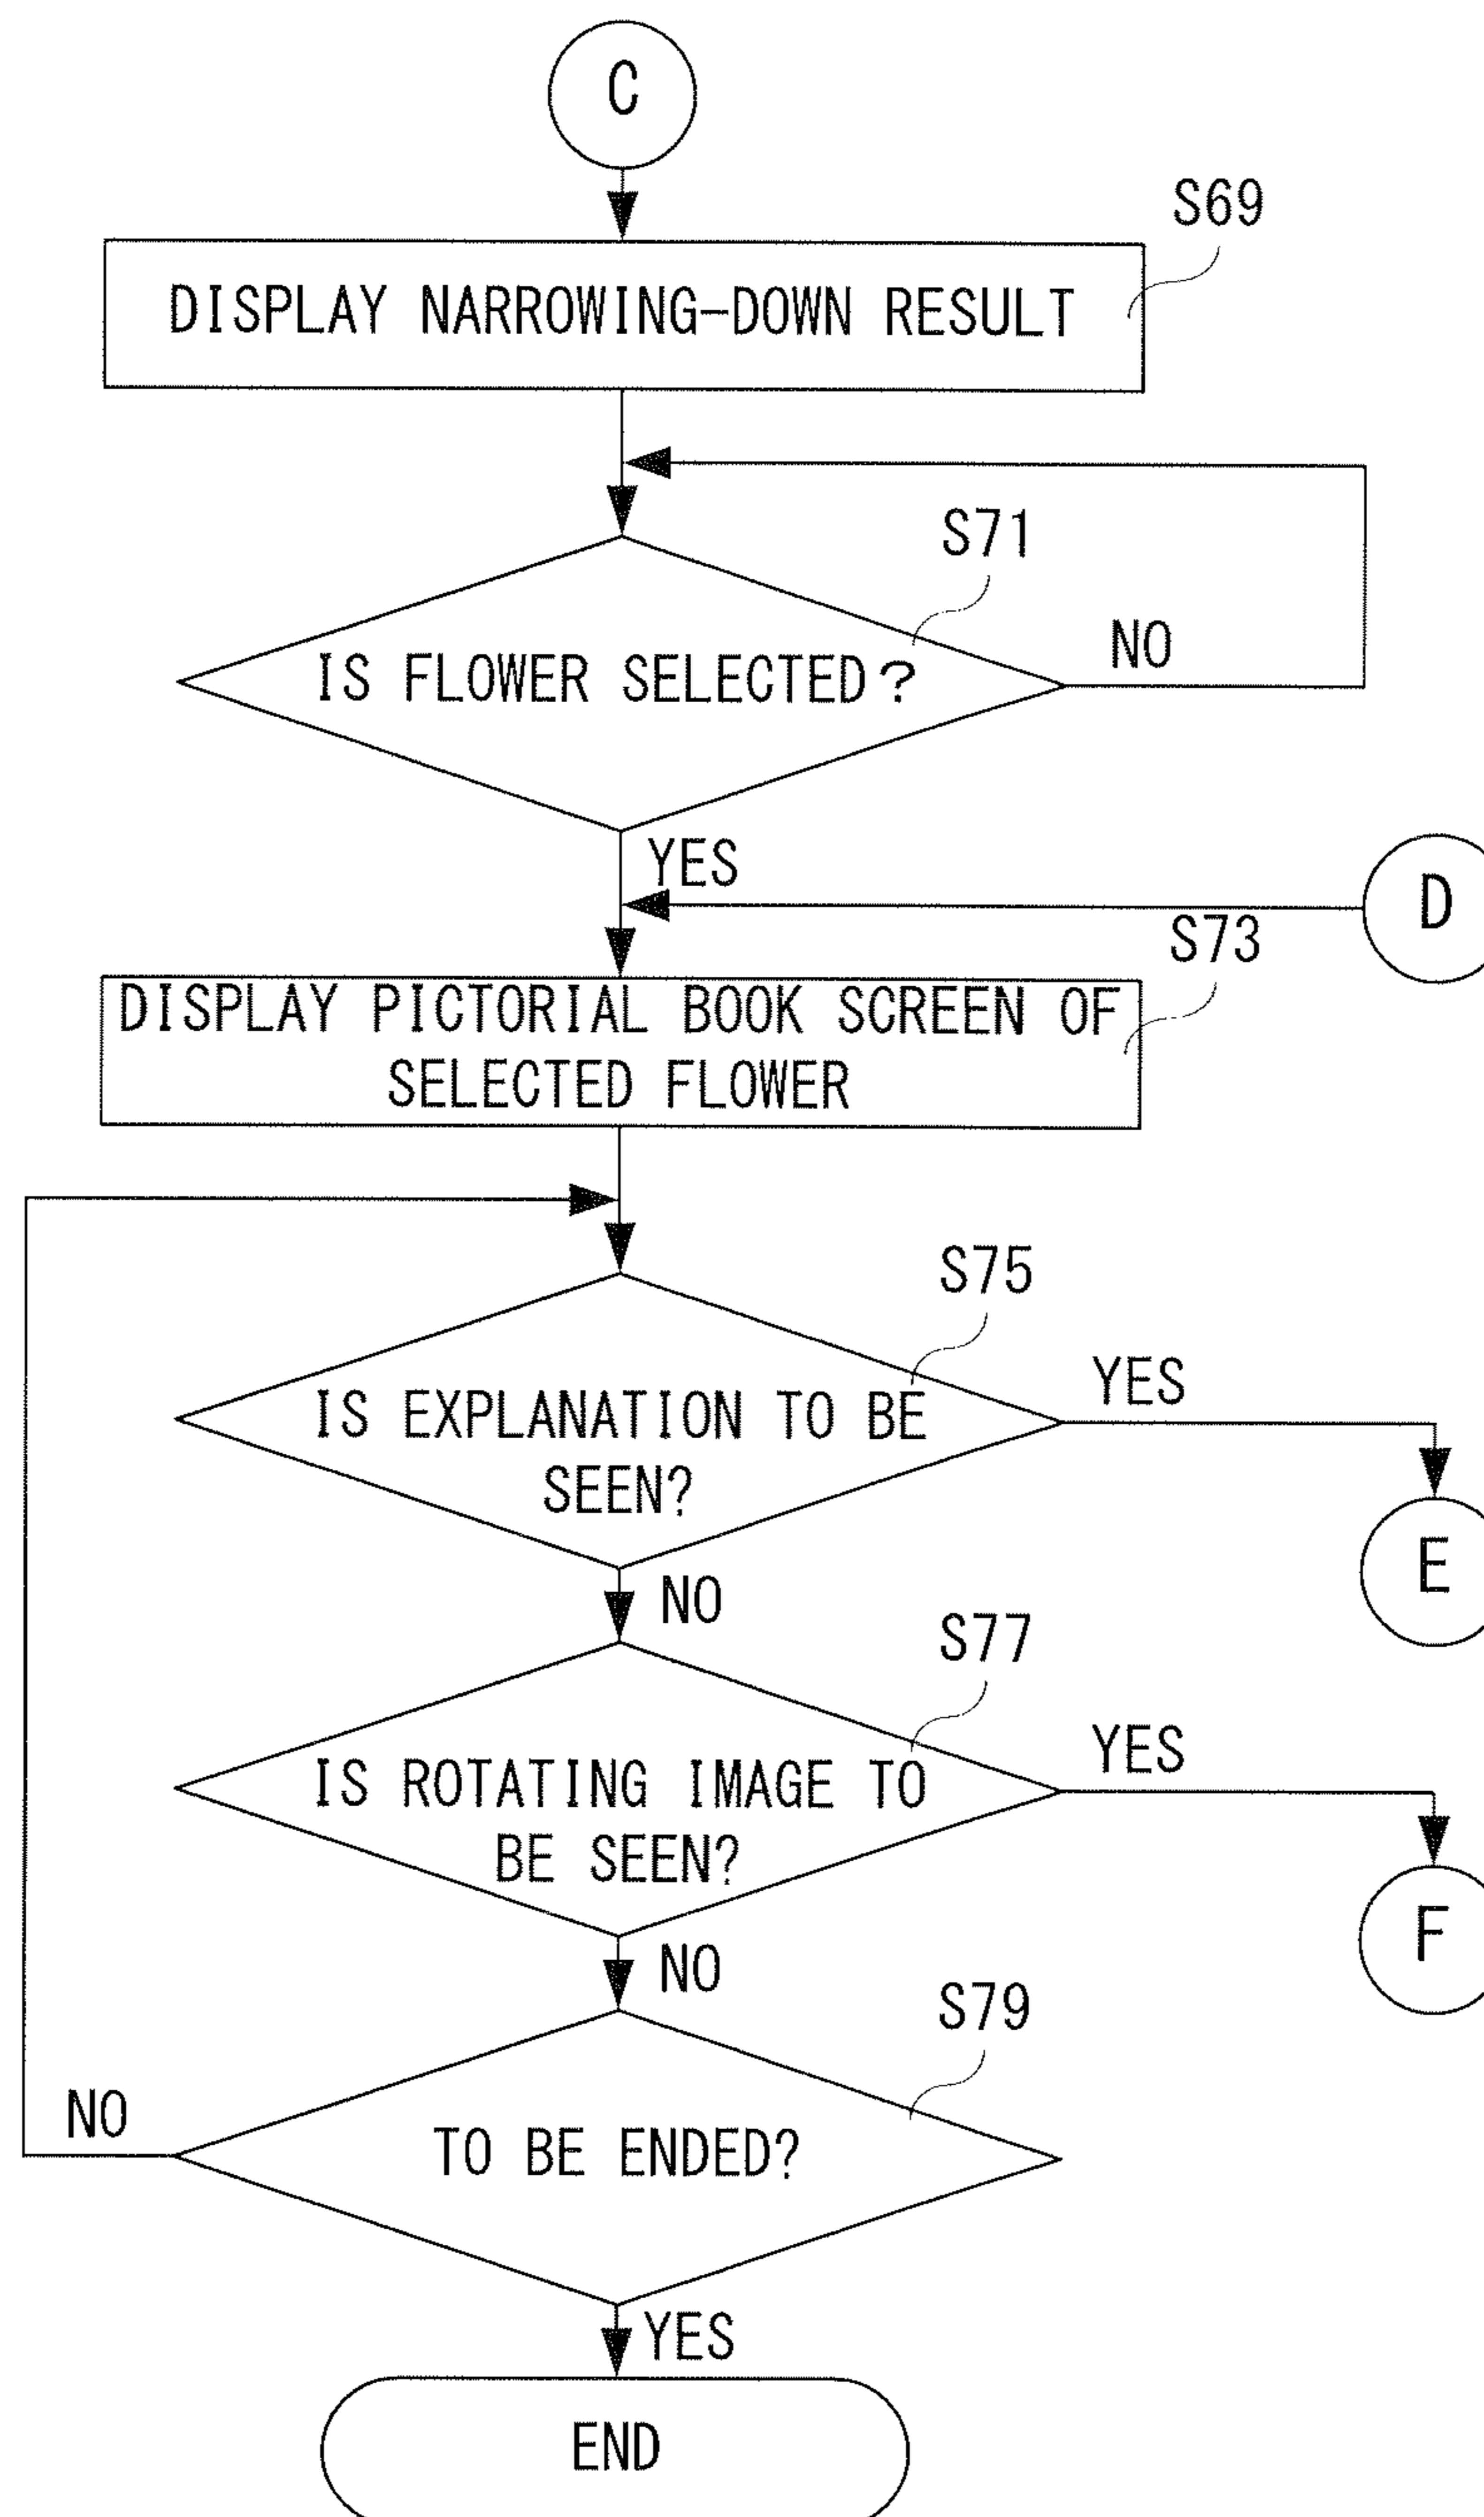 C
S69
DISPLAY NARROWING-DOWN RESULT
S71
IS FLOWER SELECTED?
NO
YES
D
S73
DISPLAY PICTORIAL BOOK SCREEN OF
SELECTED FLOWER
S75
IS EXPLANATION TO BE
SEEN?
YES
E
NO
S77
IS ROTATING IMAGE TO
BE SEEN?
YES
F
NO
S79
TO BE ENDED?
NO
YES
END